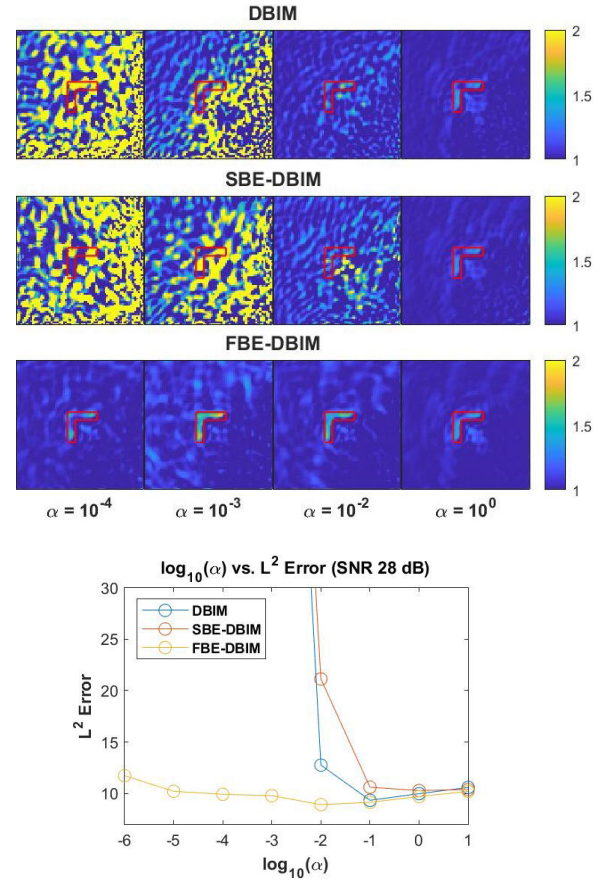 DBIM
2
1.5
1
SBE-DBIM
2
1.5
1
FBE-DBIM
2
1.5
1
α = 10⁻⁴ α = 10⁻³ α = 10⁻² α = 10⁰
log₁₀(α) vs. L² Error (SNR 28 dB)
30
25
20
15
10
L² Error
DBIM
SBE-DBIM
FBE-DBIM
-6 -5 -4 -3 -2 -1 0 1
log₁₀(α)